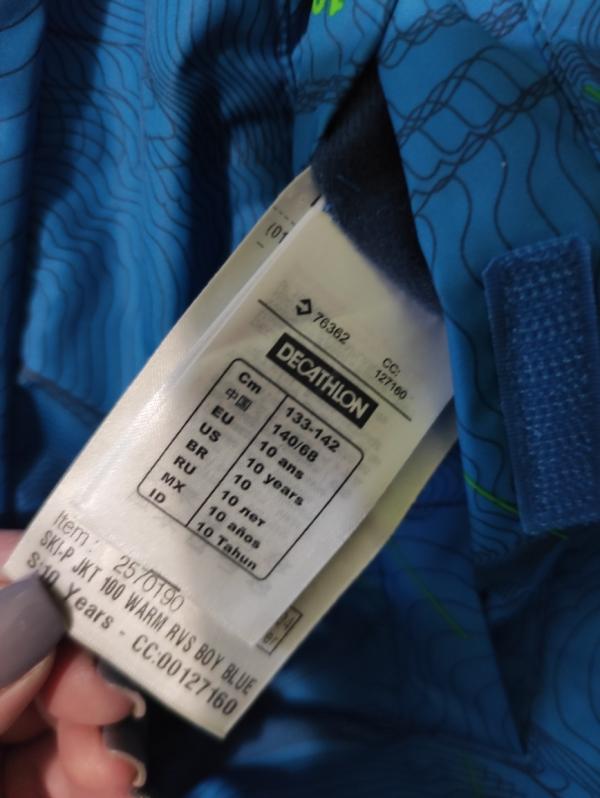 (01
76362
CC:
127160
DECATHLON
Cm 133-142
中国 140/68
EU 10 ans
US 10 years
BR 10
RU 10 лет
MX 10 años
ID 10 Tahun
Item : 2570190
SKI-P JKT 100 WARM RVS BOY BLUE
S:10 Years - CC:00127160